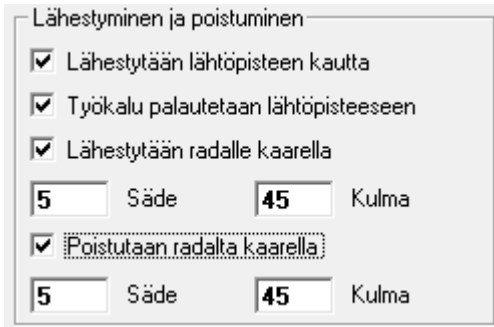 Lähestyminen ja poistuminen
Lähestytään lähtöpisteen kautta
Työkalu palautetaan lähtöpisteeseen
Lähestytään radalle kaarella
5 Säde 45 Kulma
Poistutaan radalta kaarella
5 Säde 45 Kulma